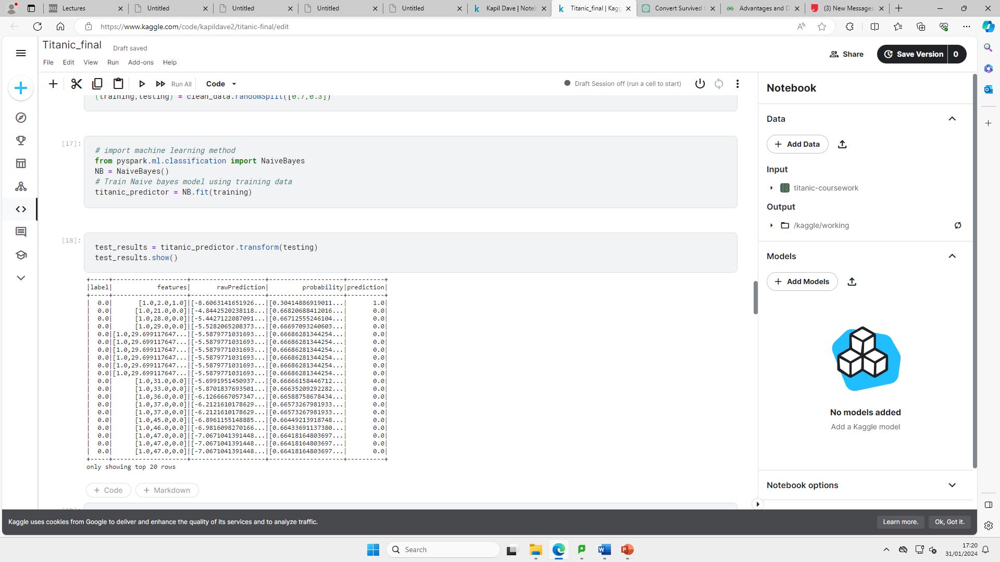 Lectures
Untitled
Untitled
Untitled
Untitled
Kapil Dave | Noteb
Titanic_final | Kagg
Convert Survived t
Advantages and D
(3) New Messages
https://www.kaggle.com/code/kapildave2/titanic-final/edit
Titanic_final
Draft saved
File Edit View Run Add-ons Help
Share
Save Version 0
Run All
Code
Draft Session off (run a cell to start)
(training,testing) = clean_data.randomSplit([0.7,0.3])
[17]:
# import machine learning method
from pyspark.ml.classification import NaiveBayes
NB = NaiveBayes()
# Train Naive bayes model using training data
titanic_predictor = NB.fit(training)
[18]:
test_results = titanic_predictor.transform(testing)
test_results.show()
+-----+--------------------+--------------------+--------------------+----------+
|label|            features|       rawPrediction|         probability|prediction|
+-----+--------------------+--------------------+--------------------+----------+
|  0.0|       [1.0,2.0,1.0]|[-8.6063141651926...|[0.30414886919011...|       1.0|
|  0.0|      [1.0,21.0,0.0]|[-4.8442520238118...|[0.66820688412016...|       0.0|
|  0.0|      [1.0,28.0,0.0]|[-5.4427122087091...|[0.66712555246104...|       0.0|
|  0.0|      [1.0,29.0,0.0]|[-5.5282065208373...|[0.66697093240603...|       0.0|
|  0.0|[1.0,29.699117647...|[-5.5879771031693...|[0.66686281344254...|       0.0|
|  0.0|[1.0,29.699117647...|[-5.5879771031693...|[0.66686281344254...|       0.0|
|  0.0|[1.0,29.699117647...|[-5.5879771031693...|[0.66686281344254...|       0.0|
|  0.0|[1.0,29.699117647...|[-5.5879771031693...|[0.66686281344254...|       0.0|
|  0.0|[1.0,29.699117647...|[-5.5879771031693...|[0.66686281344254...|       0.0|
|  0.0|[1.0,29.699117647...|[-5.5879771031693...|[0.66686281344254...|       0.0|
|  0.0|      [1.0,31.0,0.0]|[-5.6991951450937...|[0.66666158446712...|       0.0|
|  0.0|      [1.0,33.0,0.0]|[-5.8701837693501...|[0.66635209292282...|       0.0|
|  0.0|      [1.0,36.0,0.0]|[-6.1266667057347...|[0.66588758678434...|       0.0|
|  0.0|      [1.0,37.0,0.0]|[-6.2121610178629...|[0.66573267981933...|       0.0|
|  0.0|      [1.0,37.0,0.0]|[-6.2121610178629...|[0.66573267981933...|       0.0|
|  0.0|      [1.0,45.0,0.0]|[-6.8961155148885...|[0.66449213918748...|       0.0|
|  0.0|      [1.0,46.0,0.0]|[-6.9816098270166...|[0.66433691137380...|       0.0|
|  0.0|      [1.0,47.0,0.0]|[-7.0671041391448...|[0.66418164803697...|       0.0|
|  0.0|      [1.0,47.0,0.0]|[-7.0671041391448...|[0.66418164803697...|       0.0|
|  0.0|      [1.0,47.0,0.0]|[-7.0671041391448...|[0.66418164803697...|       0.0|
+-----+--------------------+--------------------+--------------------+----------+
only showing top 20 rows
+ Code
+ Markdown
Notebook
Data
+ Add Data
Input
titanic-coursework
Output
/kaggle/working
Models
+ Add Models
No models added
Add a Kaggle model
Notebook options
Kaggle uses cookies from Google to deliver and enhance the quality of its services and to analyze traffic.
Learn more.
Ok, Got it.
Search
17:20
31/01/2024